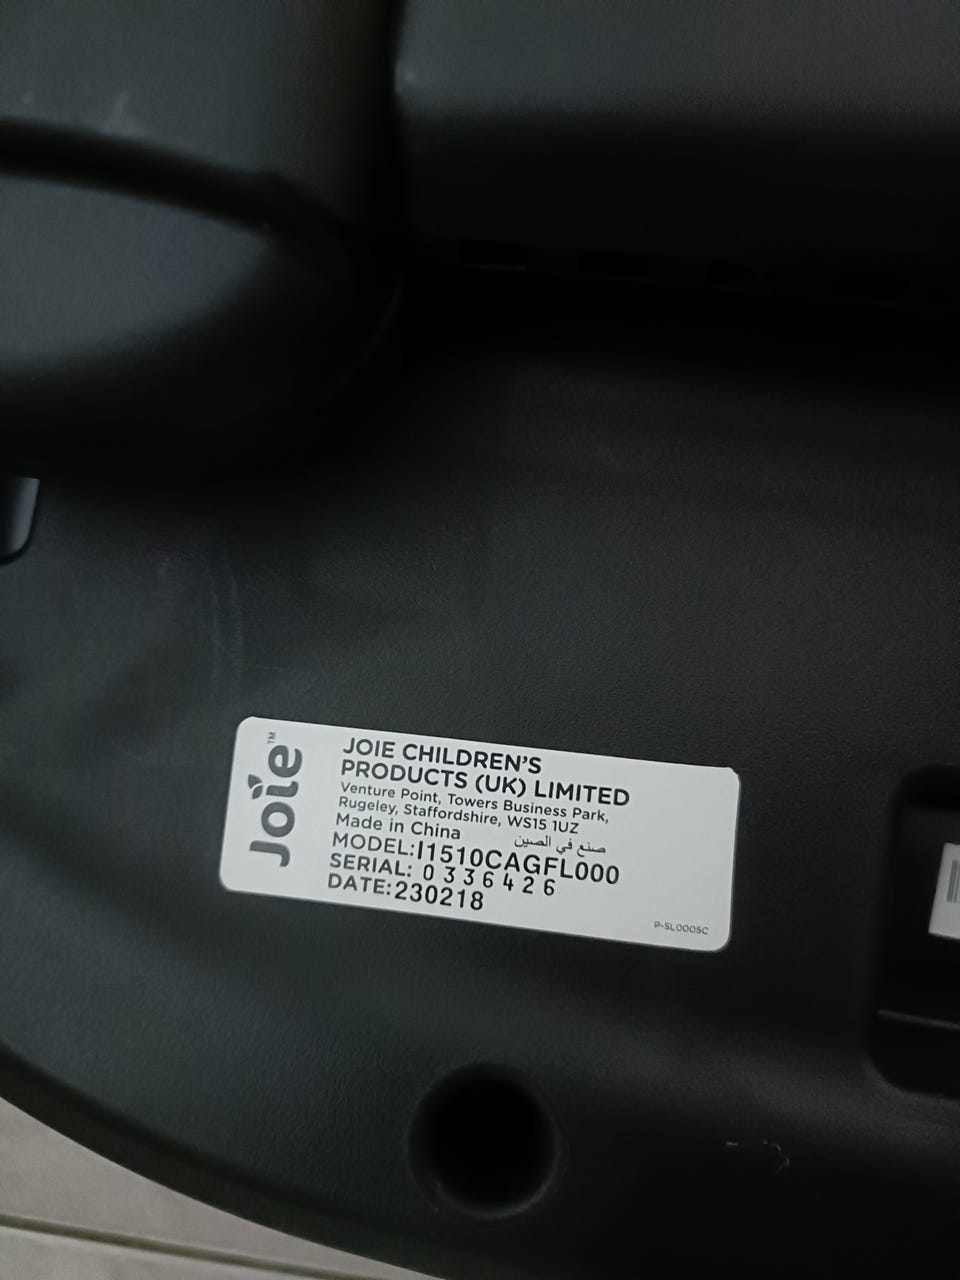 Joie™
JOIE CHILDREN'S
PRODUCTS (UK) LIMITED
Venture Point, Towers Business Park,
Rugeley, Staffordshire, WS15 1UZ
Made in China صنع في الصين
MODEL:I1510CAGFL000
SERIAL: 0336426
DATE:230218
P-SL0005C